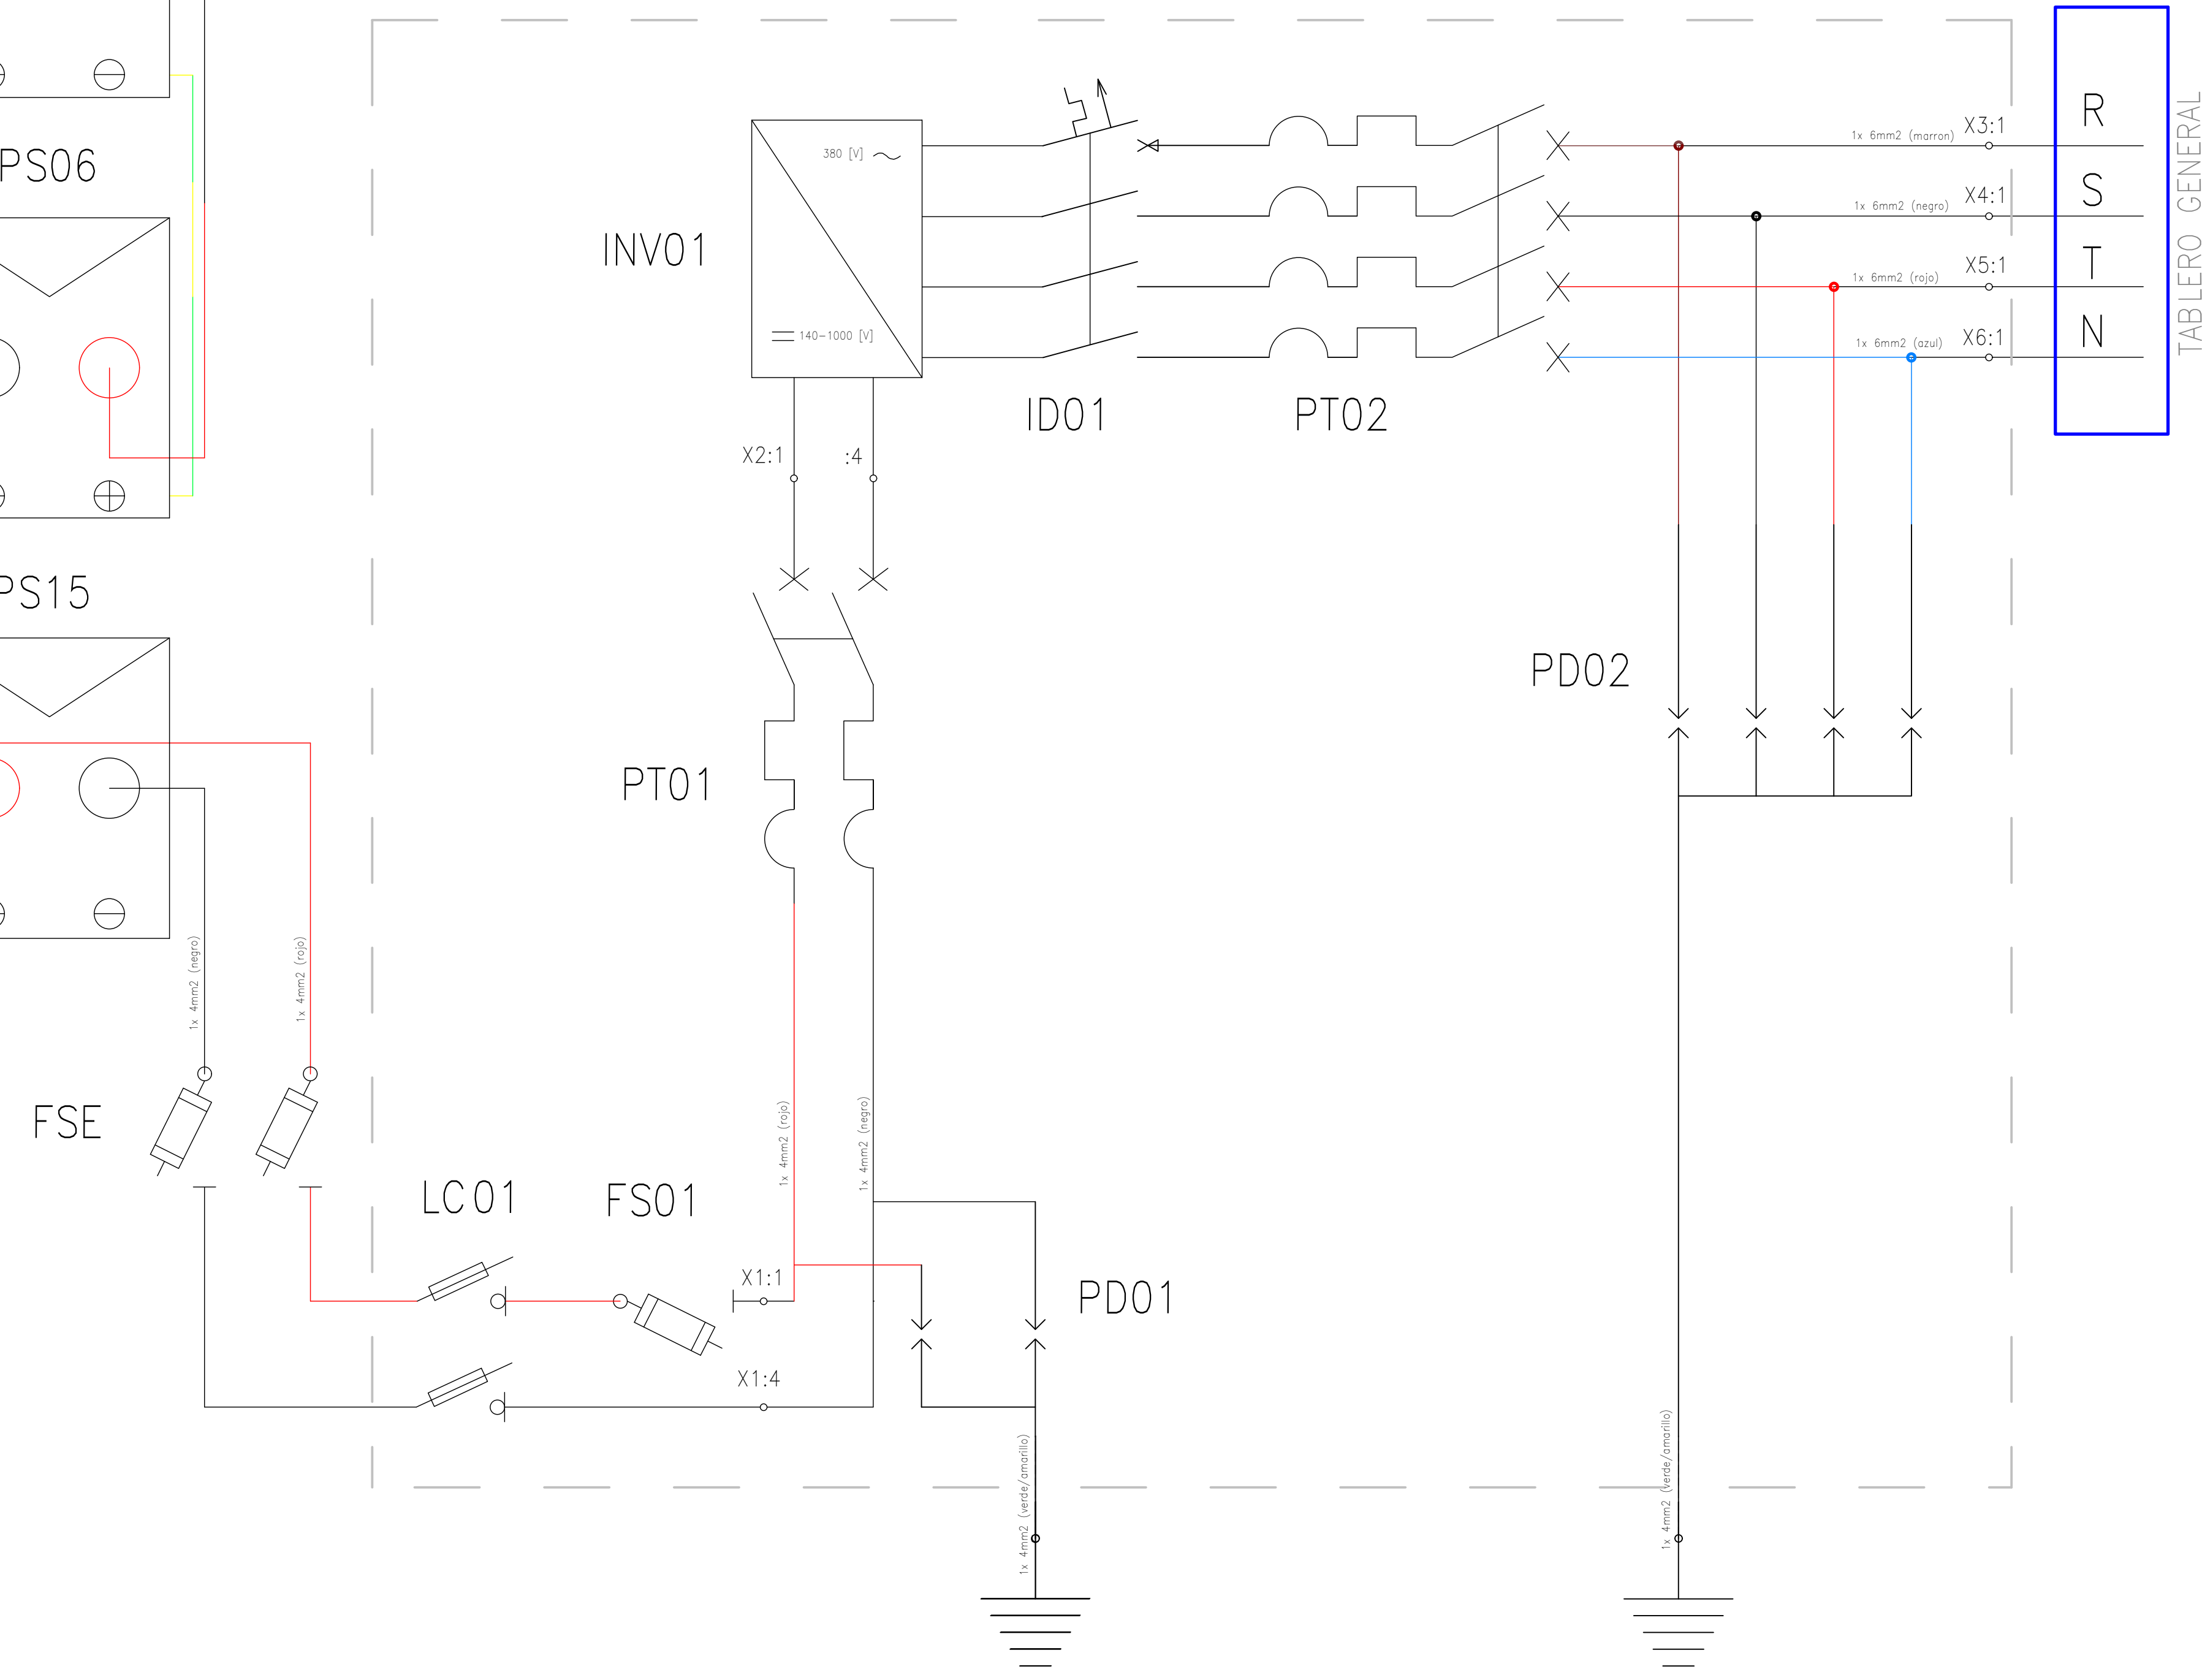 PS06
PS15
FSE
1x 4mm2 (negro)
1x 4mm2 (rojo)
LC01
FS01
X1:1
X1:4
1x 4mm2 (rojo)
1x 4mm2 (negro)
PD01
1x 4mm2 (verde/amarillo)
PT01
X2:1
:4
INV01
380 [V]
140-1000 [V]
ID01
PT02
1x 6mm2 (marron)
X3:1
R
1x 6mm2 (negro)
X4:1
S
1x 6mm2 (rojo)
X5:1
T
1x 6mm2 (azul)
X6:1
N
TABLERO GENERAL
PD02
1x 4mm2 (verde/amarillo)